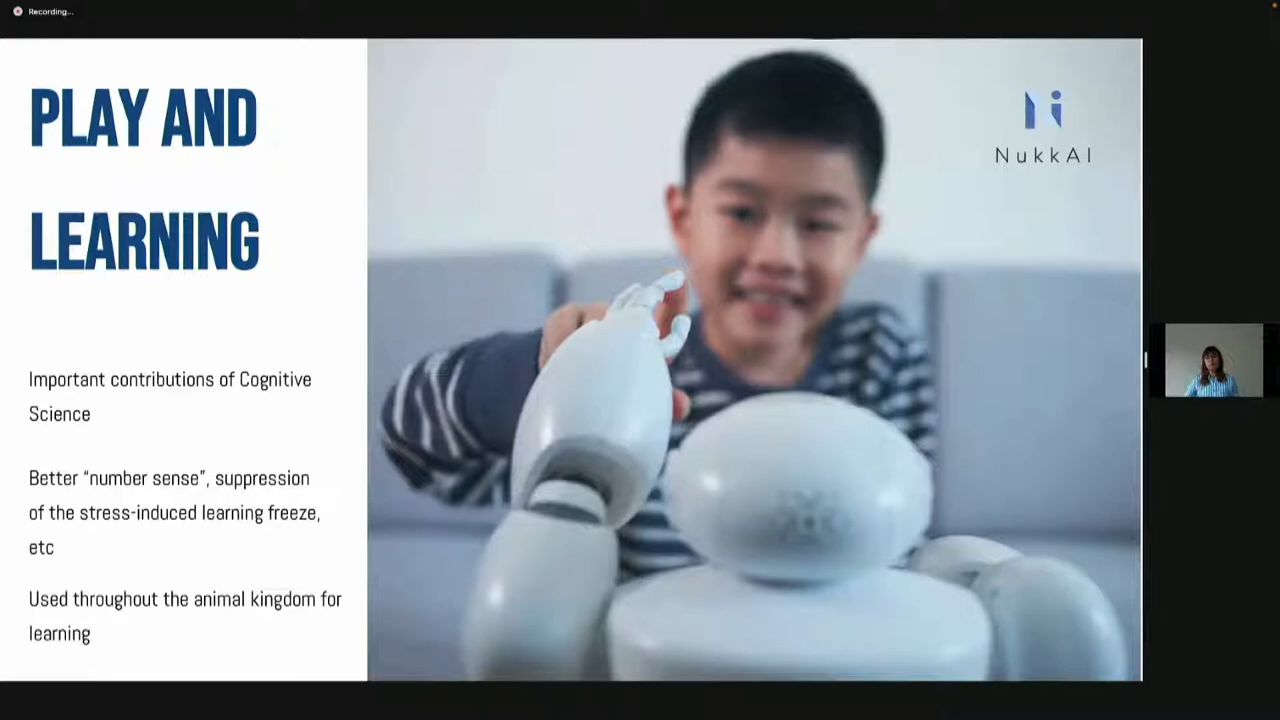 Recording...
PLAY AND
LEARNING
Important contributions of Cognitive
Science
Better “number sense”, suppression
of the stress-induced learning freeze,
etc
Used throughout the animal kingdom for
learning
NukkAI